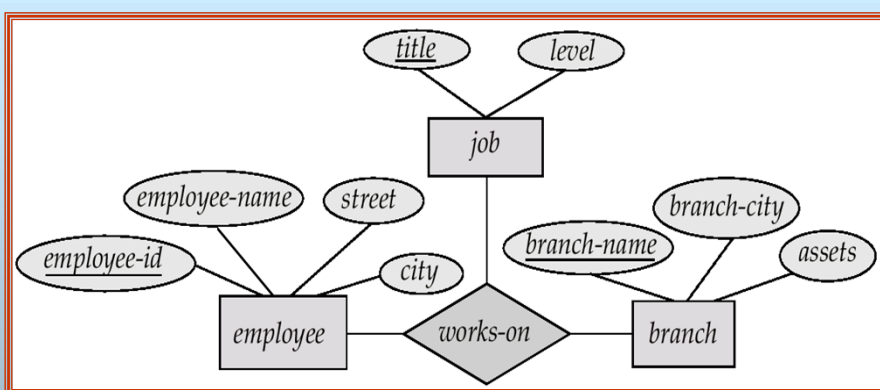 title
level
job
employee-name
street
branch-city
employee-id
city
branch-name
assets
employee
works-on
branch